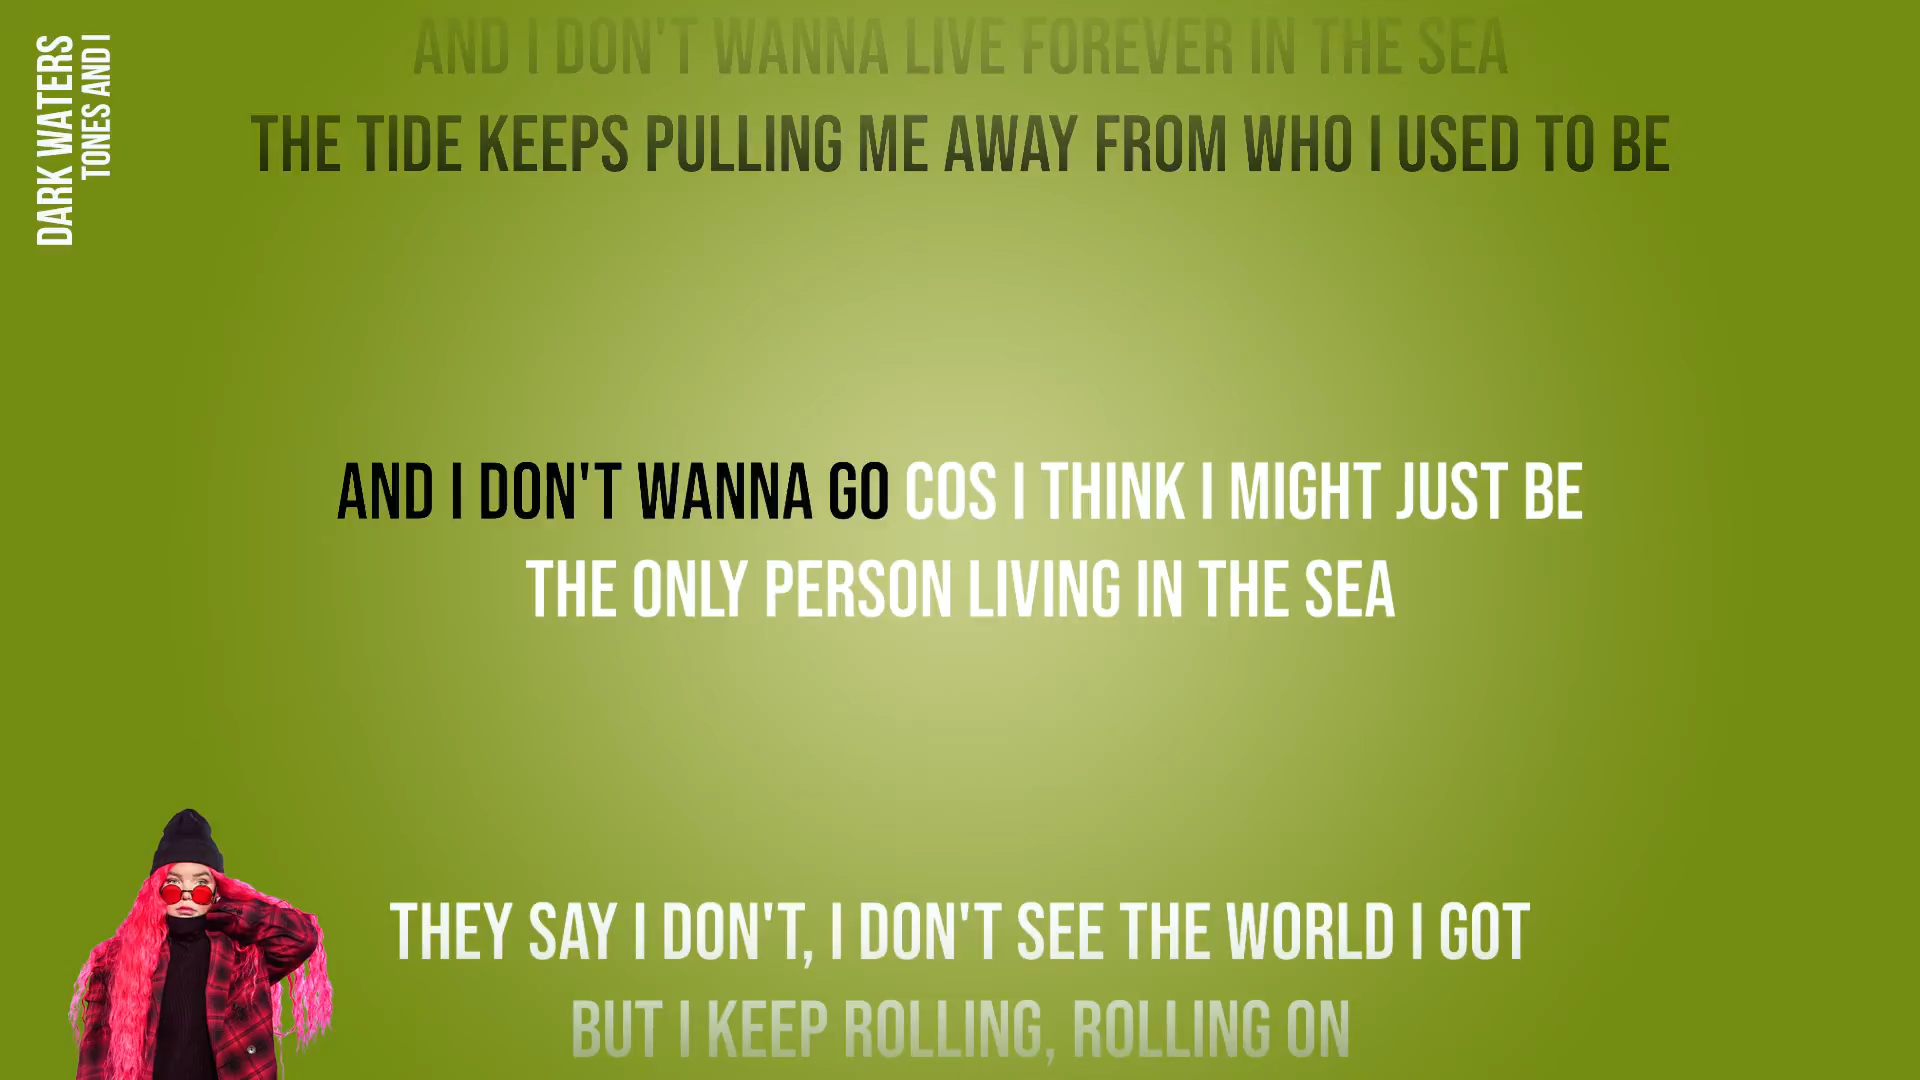 DARK WATERS
TONES AND I
AND I DON'T WANNA LIVE FOREVER IN THE SEA
THE TIDE KEEPS PULLING ME AWAY FROM WHO I USED TO BE
AND I DON'T WANNA GO COS I THINK I MIGHT JUST BE
THE ONLY PERSON LIVING IN THE SEA
THEY SAY I DON'T, I DON'T SEE THE WORLD I GOT
BUT I KEEP ROLLING, ROLLING ON